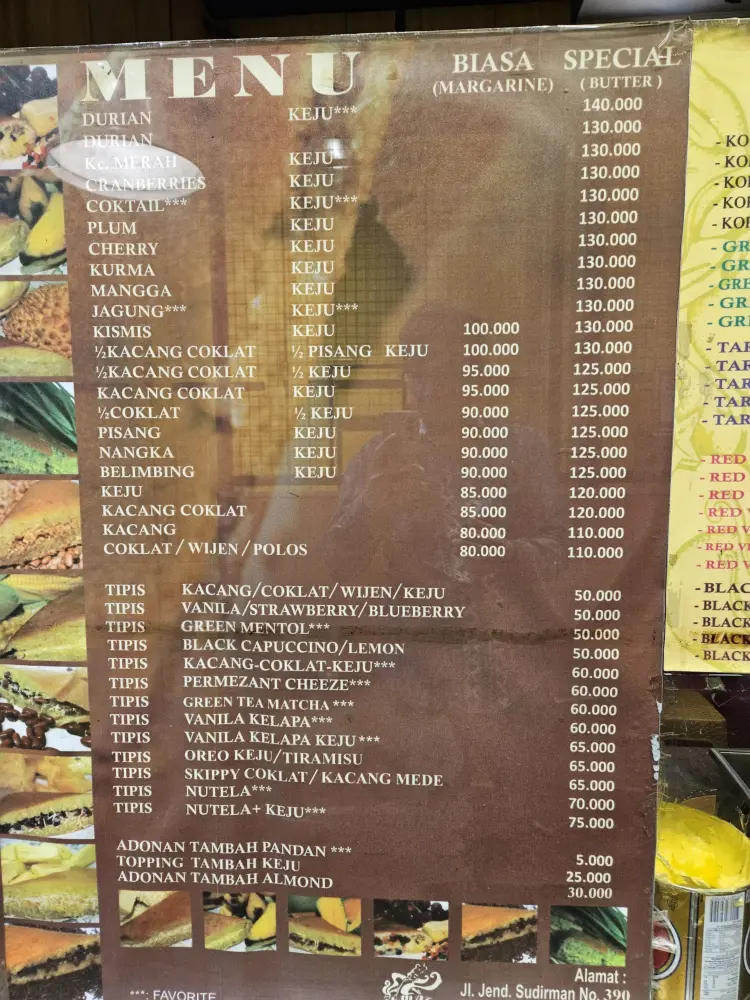 MENU BIASA SPECIAL
(MARGARINE) (BUTTER)
DURIAN KEJU*** 140.000
DURIAN 130.000
Kc. MERAH KEJU 130.000
CRANBERRIES KEJU 130.000
COKTAIL*** KEJU*** 130.000
PLUM KEJU 130.000
CHERRY KEJU 130.000
KURMA KEJU 130.000
MANGGA KEJU 130.000
JAGUNG*** KEJU*** 130.000
KISMIS KEJU 100.000 130.000
½KACANG COKLAT ½ PISANG KEJU 100.000 130.000
½KACANG COKLAT ½ KEJU 95.000 125.000
KACANG COKLAT KEJU 95.000 125.000
½COKLAT ½ KEJU 90.000 125.000
PISANG KEJU 90.000 125.000
NANGKA KEJU 90.000 125.000
BELIMBING KEJU 90.000 125.000
KEJU 85.000 120.000
KACANG COKLAT 85.000 120.000
KACANG 80.000 110.000
COKLAT / WIJEN / POLOS 80.000 110.000
TIPIS KACANG/COKLAT/WIJEN/KEJU 50.000
TIPIS VANILA/STRAWBERRY/BLUEBERRY 50.000
TIPIS GREEN MENTOL*** 50.000
TIPIS BLACK CAPUCCINO/LEMON 50.000
TIPIS KACANG-COKLAT-KEJU*** 60.000
TIPIS PERMEZANT CHEEZE*** 60.000
TIPIS GREEN TEA MATCHA *** 60.000
TIPIS VANILA KELAPA*** 60.000
TIPIS VANILA KELAPA KEJU *** 65.000
TIPIS OREO KEJU/TIRAMISU 65.000
TIPIS SKIPPY COKLAT/ KACANG MEDE 65.000
TIPIS NUTELA*** 70.000
TIPIS NUTELA+ KEJU*** 75.000
ADONAN TAMBAH PANDAN *** 5.000
TOPPING TAMBAH KEJU 25.000
ADONAN TAMBAH ALMOND 30.000
***: FAVORITE
Alamat :
Jl. Jend. Sudirman No. 390
- RED
- RED
- RED
- BLACK
- BLACK
- BLACK
- BLACK